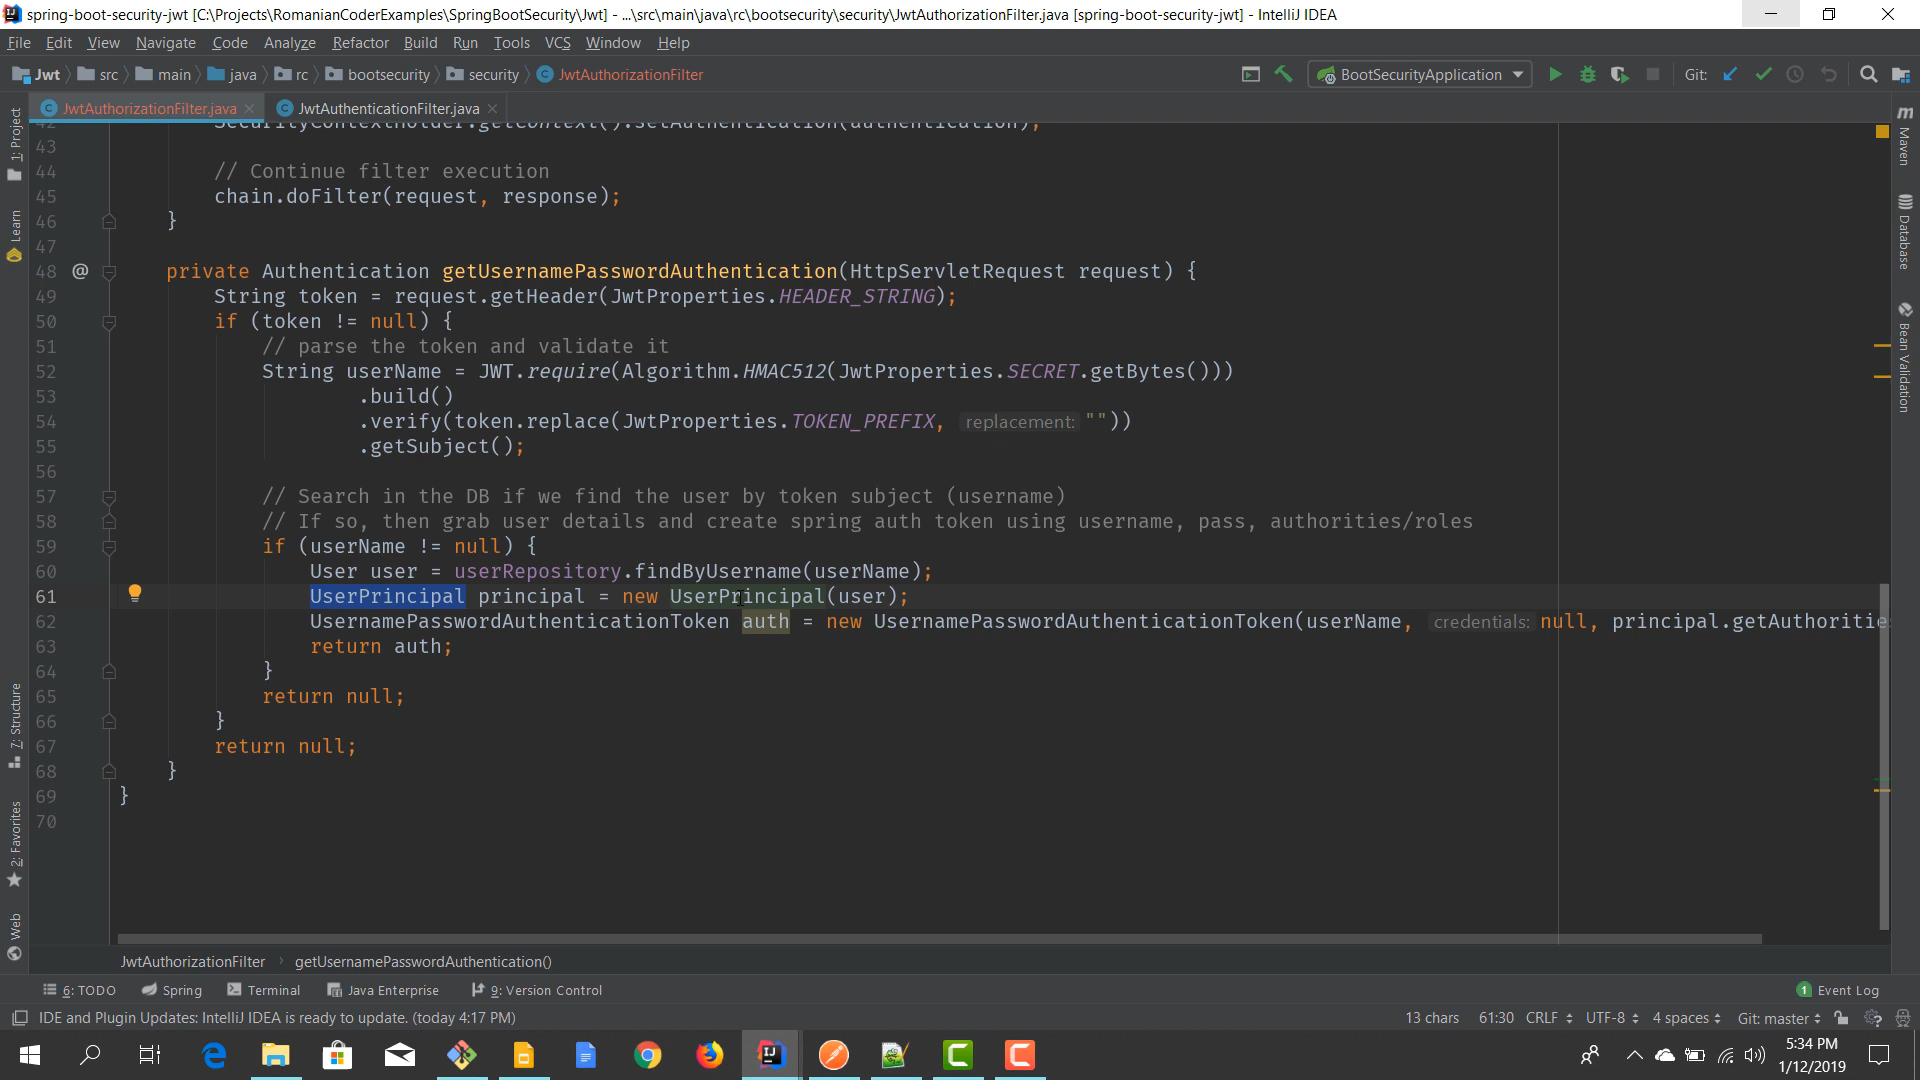 spring-boot-security-jwt [C:\Projects\RomanianCoderExamples\SpringBootSecurity\Jwt] - ...\src\main\java\rc\bootsecurity\security\JwtAuthorizationFilter.java [spring-boot-security-jwt] - IntelliJ IDEA
File Edit View Navigate Code Analyze Refactor Build Run Tools VCS Window Help
Jwt src main java rc bootsecurity security JwtAuthorizationFilter BootSecurityApplication Git:
JwtAuthorizationFilter.java JwtAuthenticationFilter.java
42 SecurityContextHolder.getContext().setAuthentication(authentication);
43
44 // Continue filter execution
45 chain.doFilter(request, response);
46 }
47
48 @ private Authentication getUsernamePasswordAuthentication(HttpServletRequest request) {
49 String token = request.getHeader(JwtProperties.HEADER_STRING);
50 if (token != null) {
51 // parse the token and validate it
52 String userName = JWT.require(Algorithm.HMAC512(JwtProperties.SECRET.getBytes()))
53 .build()
54 .verify(token.replace(JwtProperties.TOKEN_PREFIX, replacement: ""))
55 .getSubject();
56
57 // Search in the DB if we find the user by token subject (username)
58 // If so, then grab user details and create spring auth token using username, pass, authorities/roles
59 if (userName != null) {
60 User user = userRepository.findByUsername(userName);
61 UserPrincipal principal = new UserPrincipal(user);
62 UsernamePasswordAuthenticationToken auth = new UsernamePasswordAuthenticationToken(userName, credentials: null, principal.getAuthoritie
63 return auth;
64 }
65 return null;
66 }
67 return null;
68 }
69 }
70
1: Project
Learn
7: Structure
2: Favorites
Web
m Maven
Database
Bean Validation
JwtAuthorizationFilter getUsernamePasswordAuthentication()
6: TODO Spring Terminal Java Enterprise 9: Version Control 1 Event Log
IDE and Plugin Updates: IntelliJ IDEA is ready to update. (today 4:17 PM) 13 chars 61:30 CRLF UTF-8 4 spaces Git: master
5:34 PM
1/12/2019